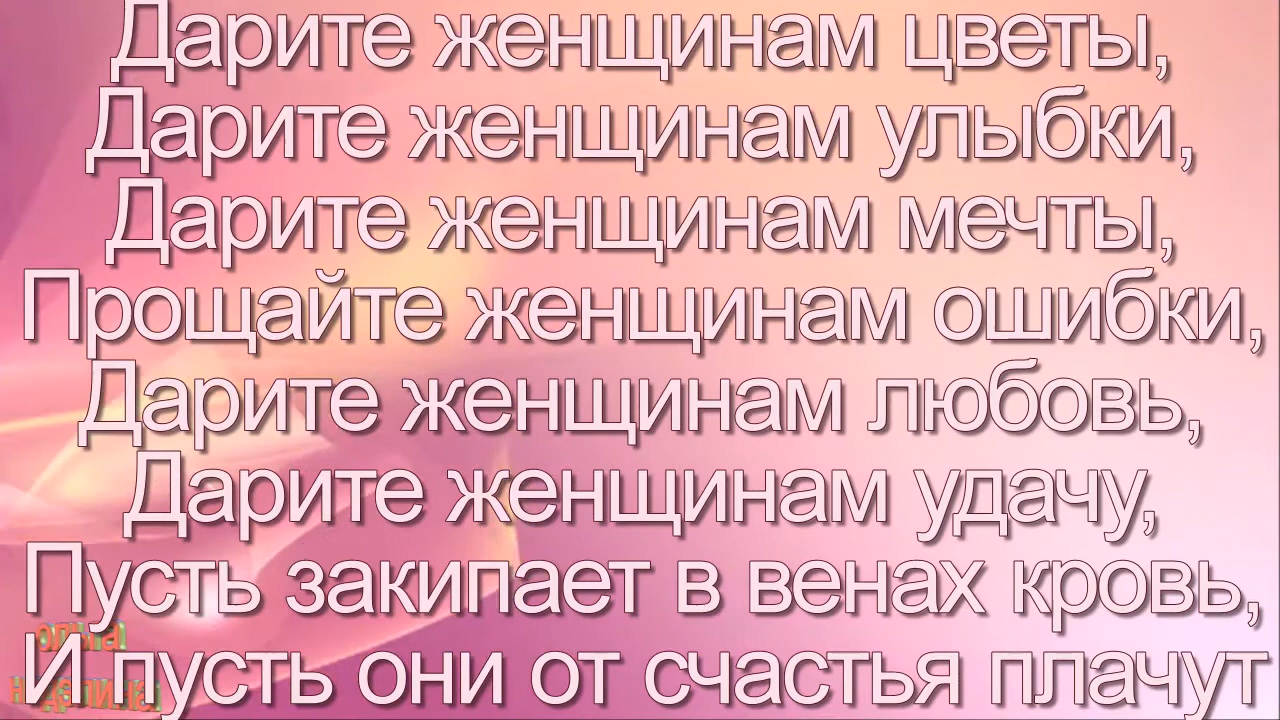 Дарите женщинам цветы,
Дарите женщинам улыбки,
Дарите женщинам мечты,
Прощайте женщинам ошибки,
Дарите женщинам любовь,
Дарите женщинам удачу,
Пусть закипает в венах кровь,
И пусть они от счастья плачут